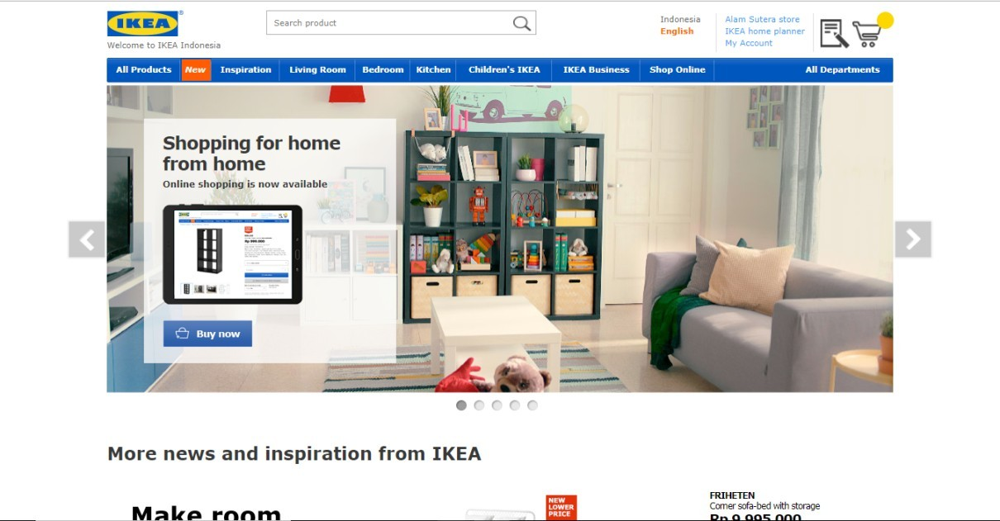 IKEA®
Search product
Indonesia
English
Alam Sutera store
IKEA home planner
My Account
Welcome to IKEA Indonesia
All Products
New
Inspiration
Living Room
Bedroom
Kitchen
Children's IKEA
IKEA Business
Shop Online
All Departments
Shopping for home
from home
Online shopping is now available
Buy now
More news and inspiration from IKEA
Make room
NEW
LOWER
PRICE
FRIHETEN
Corner sofa-bed with storage
Rp 9.995.000